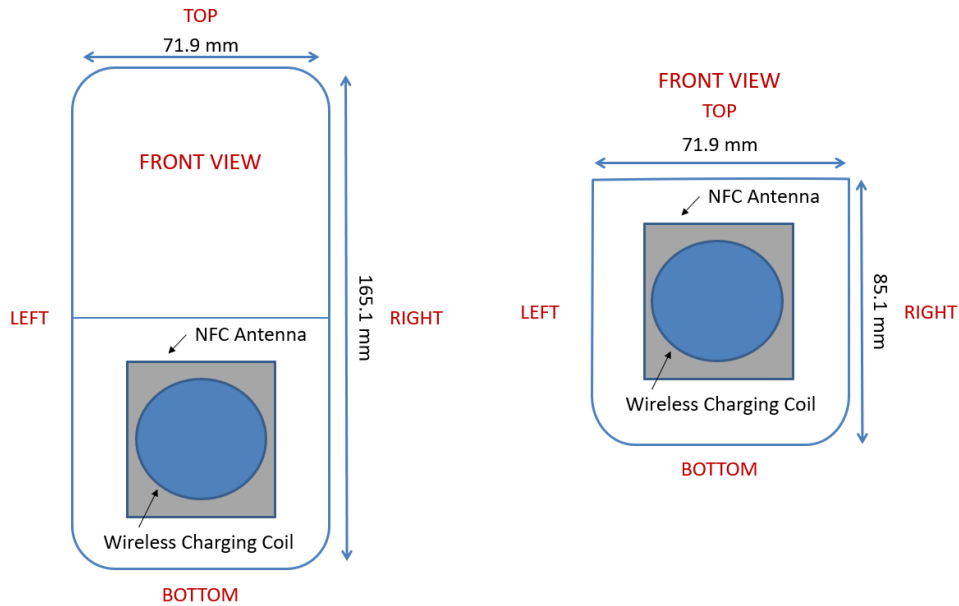 TOP
71.9 mm
FRONT VIEW
165.1 mm
LEFT
RIGHT
NFC Antenna
Wireless Charging Coil
BOTTOM
FRONT VIEW
TOP
71.9 mm
NFC Antenna
85.1 mm
LEFT
RIGHT
Wireless Charging Coil
BOTTOM